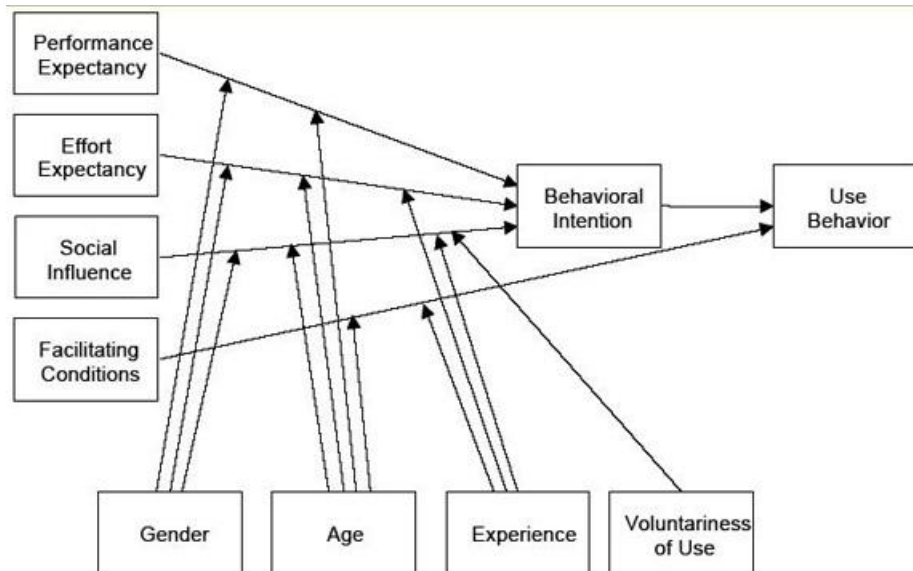 Performance
Expectancy
Effort
Expectancy
Social
Influence
Facilitating
Conditions
Behavioral
Intention
Use
Behavior
Gender
Age
Experience
Voluntariness
of Use